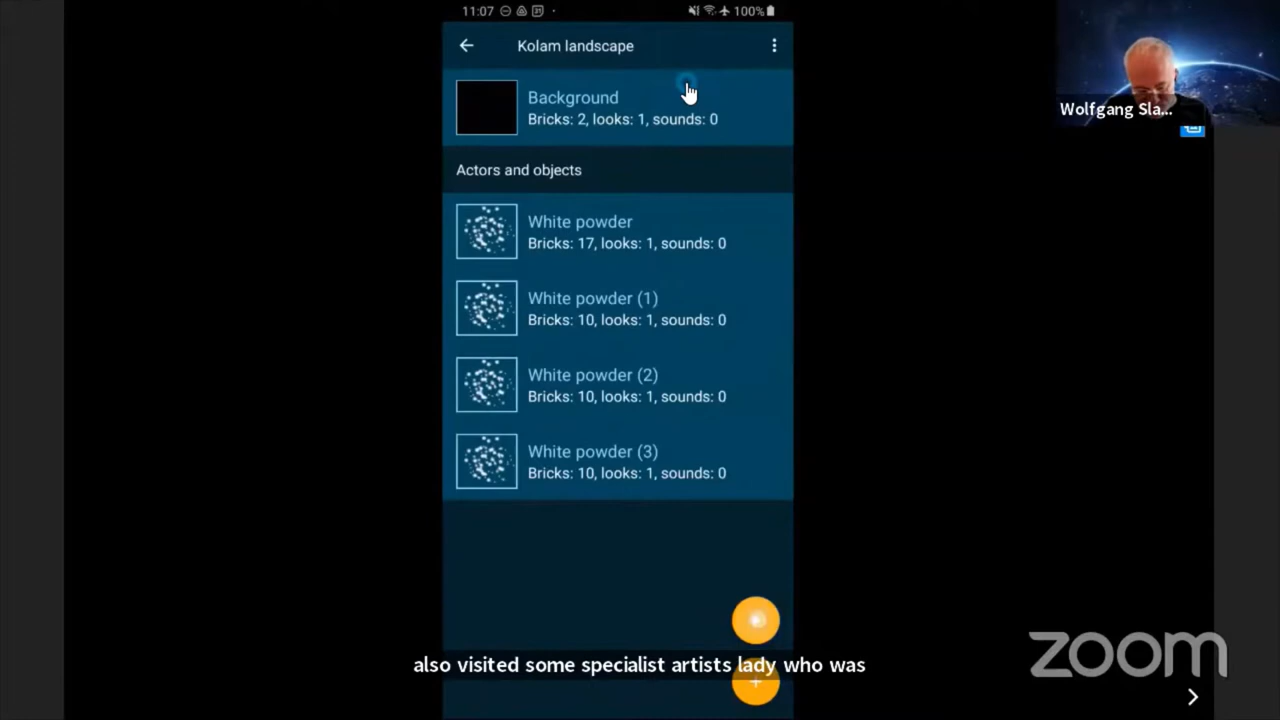 11:07
100%
Kolam landscape
Background
Bricks: 2, looks: 1, sounds: 0
Actors and objects
White powder
Bricks: 17, looks: 1, sounds: 0
White powder (1)
Bricks: 10, looks: 1, sounds: 0
White powder (2)
Bricks: 10, looks: 1, sounds: 0
White powder (3)
Bricks: 10, looks: 1, sounds: 0
Wolfgang Sla...
also visited some specialist artists lady who was
zoom